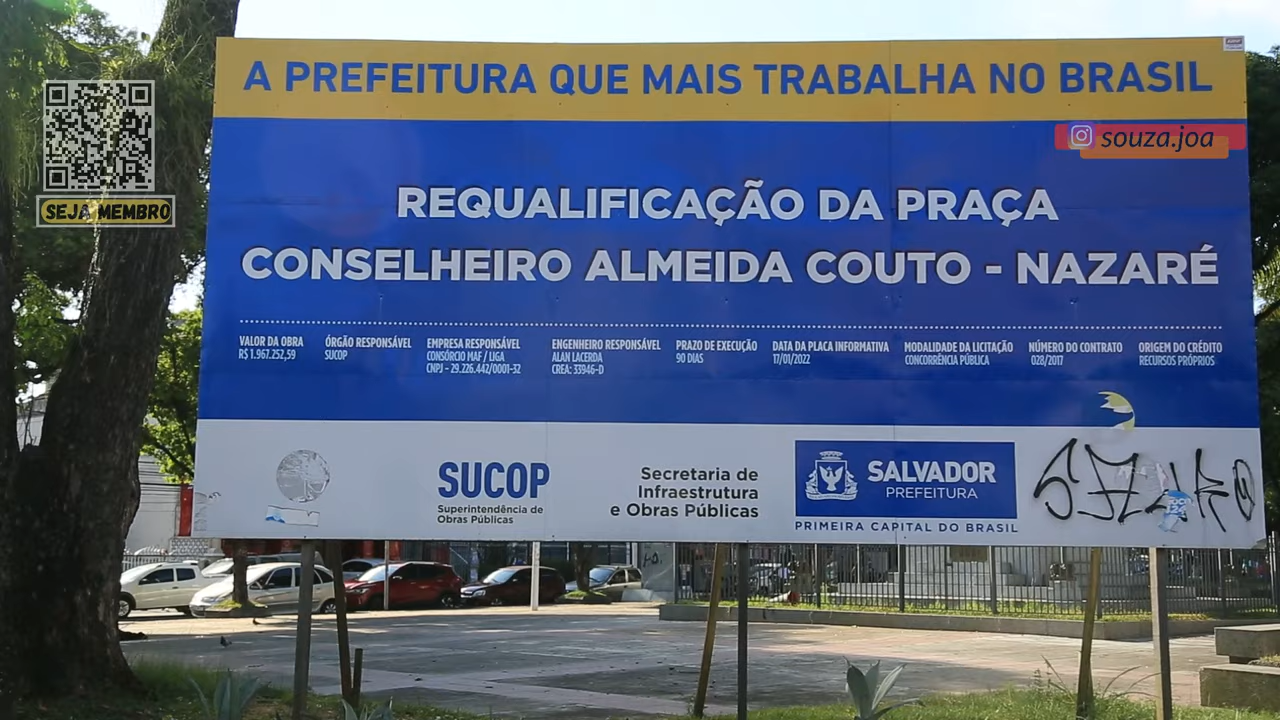 A PREFEITURA QUE MAIS TRABALHA NO BRASIL
souza.joa
SEJA MEMBRO
REQUALIFICAÇÃO DA PRAÇA
CONSELHEIRO ALMEIDA COUTO - NAZARÉ
VALOR DA OBRA
R$ 1.967.252,59
ÓRGÃO RESPONSÁVEL
SUCOP
EMPRESA RESPONSÁVEL
CONSÓRCIO MAF / LIGA
CNPJ - 29.226.442/0001-32
ENGENHEIRO RESPONSÁVEL
ALAN LACERDA
CREA: 33946-D
PRAZO DE EXECUÇÃO
90 DIAS
DATA DA PLACA INFORMATIVA
17/01/2022
MODALIDADE DA LICITAÇÃO
CONCORRÊNCIA PÚBLICA
NÚMERO DO CONTRATO
028/2017
ORIGEM DO CRÉDITO
RECURSOS PRÓPRIOS
SUCOP
Superintendência de
Obras Públicas
Secretaria de
Infraestrutura
e Obras Públicas
SALVADOR
PREFEITURA
PRIMEIRA CAPITAL DO BRASIL